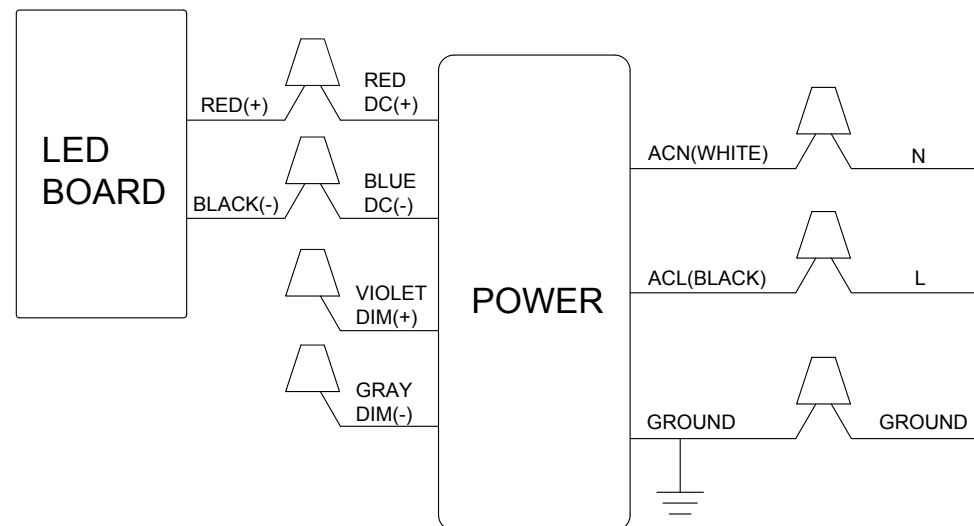 LED
BOARD
RED(+)
RED
DC(+)
BLACK(-)
BLUE
DC(-)
VIOLET
DIM(+)
GRAY
DIM(-)
POWER
ACN(WHITE)
N
ACL(BLACK)
L
GROUND
GROUND